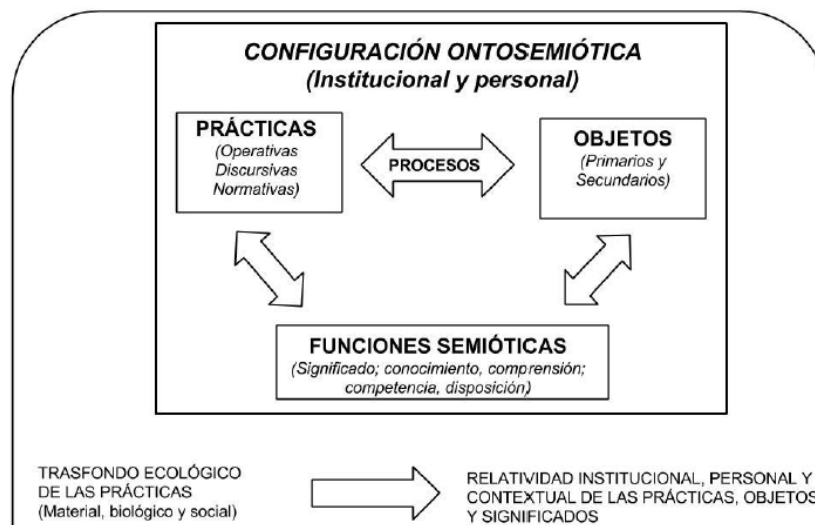 CONFIGURACIÓN ONTOSEMIÓTICA
(Institucional y personal)
PRÁCTICAS
(Operativas
Discursivas
Normativas)
PROCESOS
OBJETOS
(Primarios y
Secundarios)
FUNCIONES SEMIÓTICAS
(Significado; conocimiento, comprensión;
competencia, disposición)
TRASFONDO ECOLÓGICO
DE LAS PRÁCTICAS
(Material, biológico y social)
RELATIVIDAD INSTITUCIONAL, PERSONAL Y
CONTEXTUAL DE LAS PRÁCTICAS, OBJETOS
Y SIGNIFICADOS